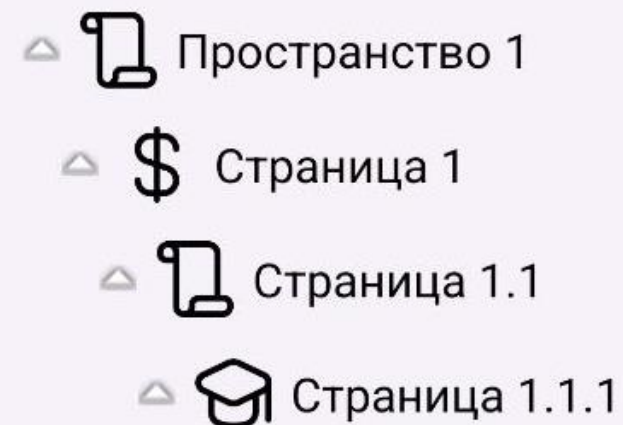 Пространство 1
Страница 1
Страница 1.1
Страница 1.1.1